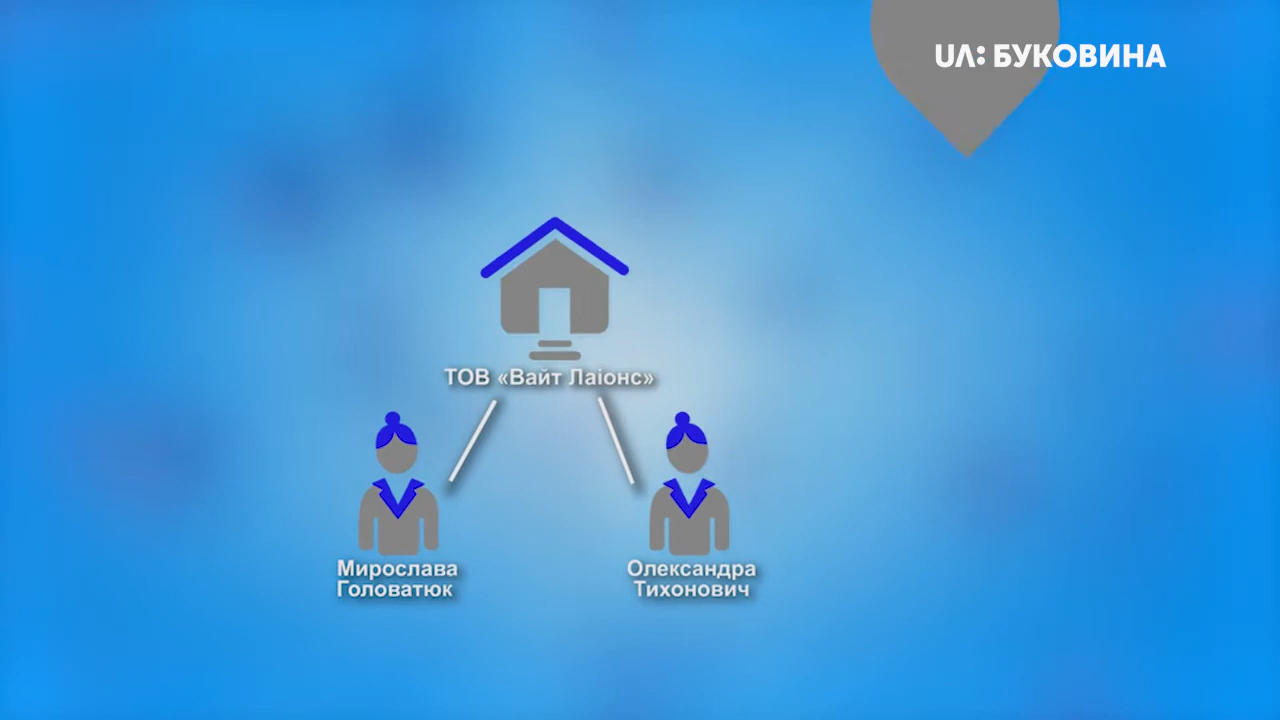 UA: БУКОВИНА
ТОВ «Вайт Лаіонс»
Мирослава
Головатюк
Олександра
Тихонович